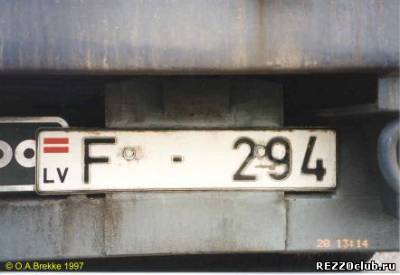 LV F - 294
20 13:14
© O.A.Brekke 1997
REZZOclub.ru